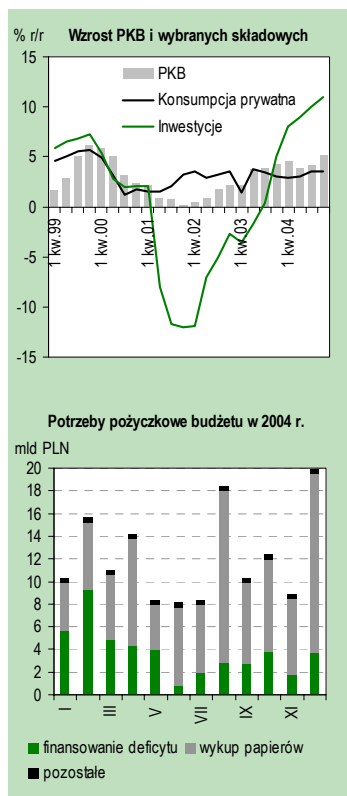 % r/r Wzrost PKB i wybranych składowych
15
PKB
Konsumpcja prywatna
10
Inwestycje
5
0
-5
-10
-15
1 kw.99
1 kw.00
1 kw.01
1 kw.02
1 kw.03
1 kw.04
Potrzeby pożyczkowe budżetu w 2004 r.
mld PLN
20
18
16
14
12
10
8
6
4
2
0
I
III
V
VII
IX
XI
finansowanie deficytu wykup papierów
pozostałe